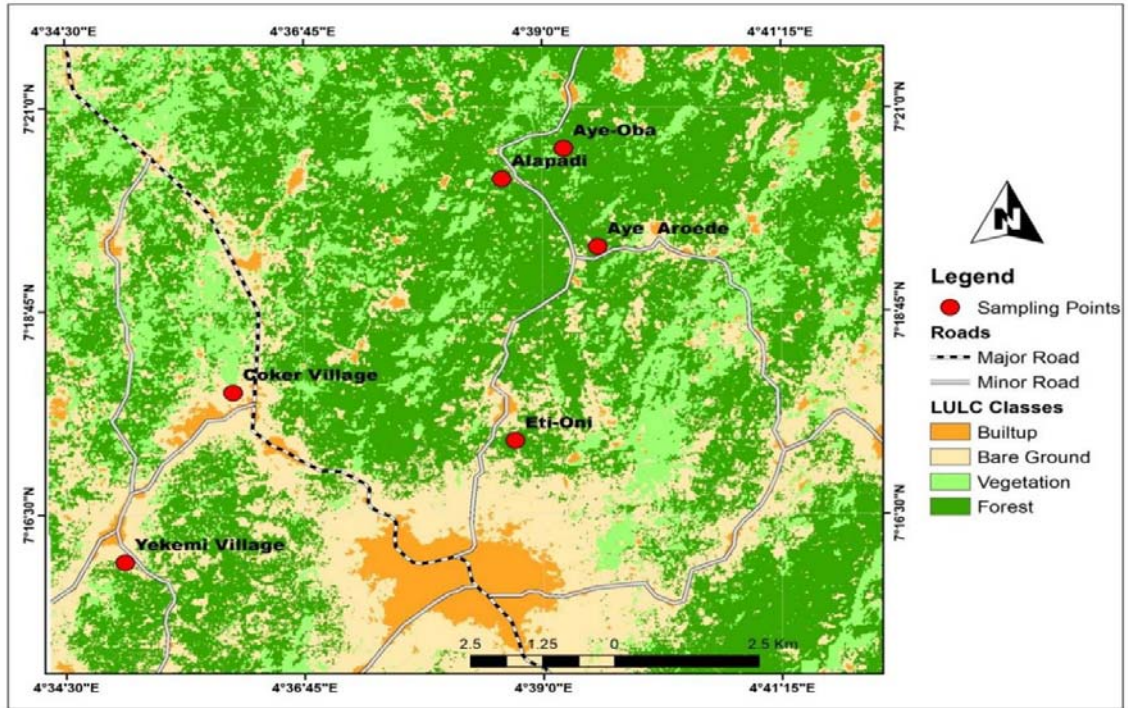 4°34'30"E 4°36'45"E 4°39'0"E 4°41'15"E
7°21'0"N 7°21'0"N
Aye-Oba
Alapadi
Aye Aroede
7°18'45"N 7°18'45"N
Coker Village
Eti-Oni
7°16'30"N 7°16'30"N
Yekemi Village
2.5 1.25 0 2.5 Km
4°34'30"E 4°36'45"E 4°39'0"E 4°41'15"E
N
Legend
Sampling Points
Roads
Major Road
Minor Road
LULC Classes
Builtup
Bare Ground
Vegetation
Forest